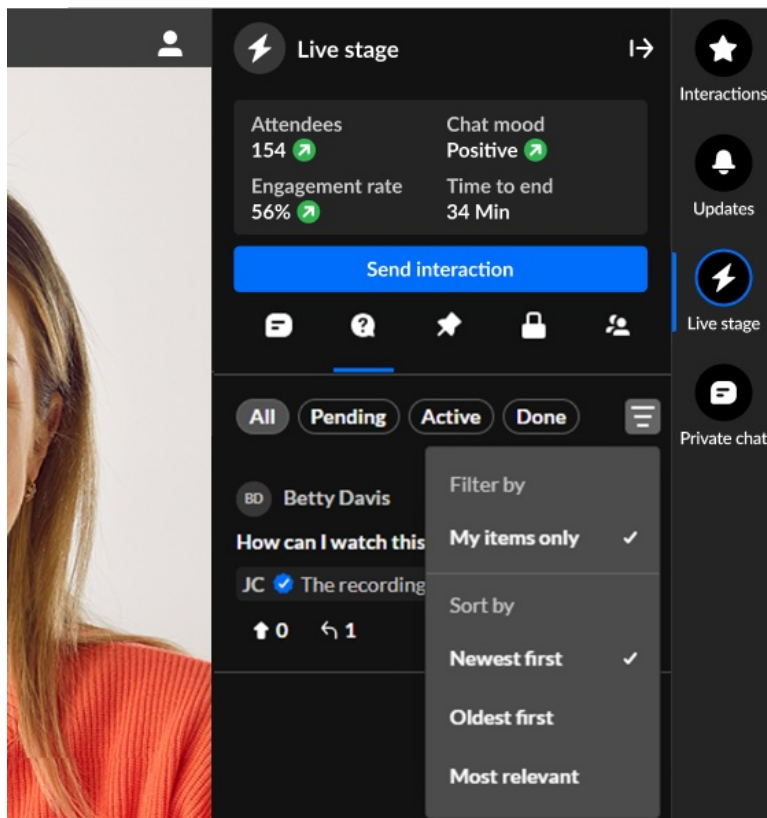 Live stage
Attendees
154
Chat mood
Positive
Engagement rate
56%
Time to end
34 Min
Send interaction
All Pending Active Done
BD Betty Davis
How can I watch this
JC The recording
0 1
Filter by
My items only
Sort by
Newest first
Oldest first
Most relevant
Interactions
Updates
Live stage
Private chat